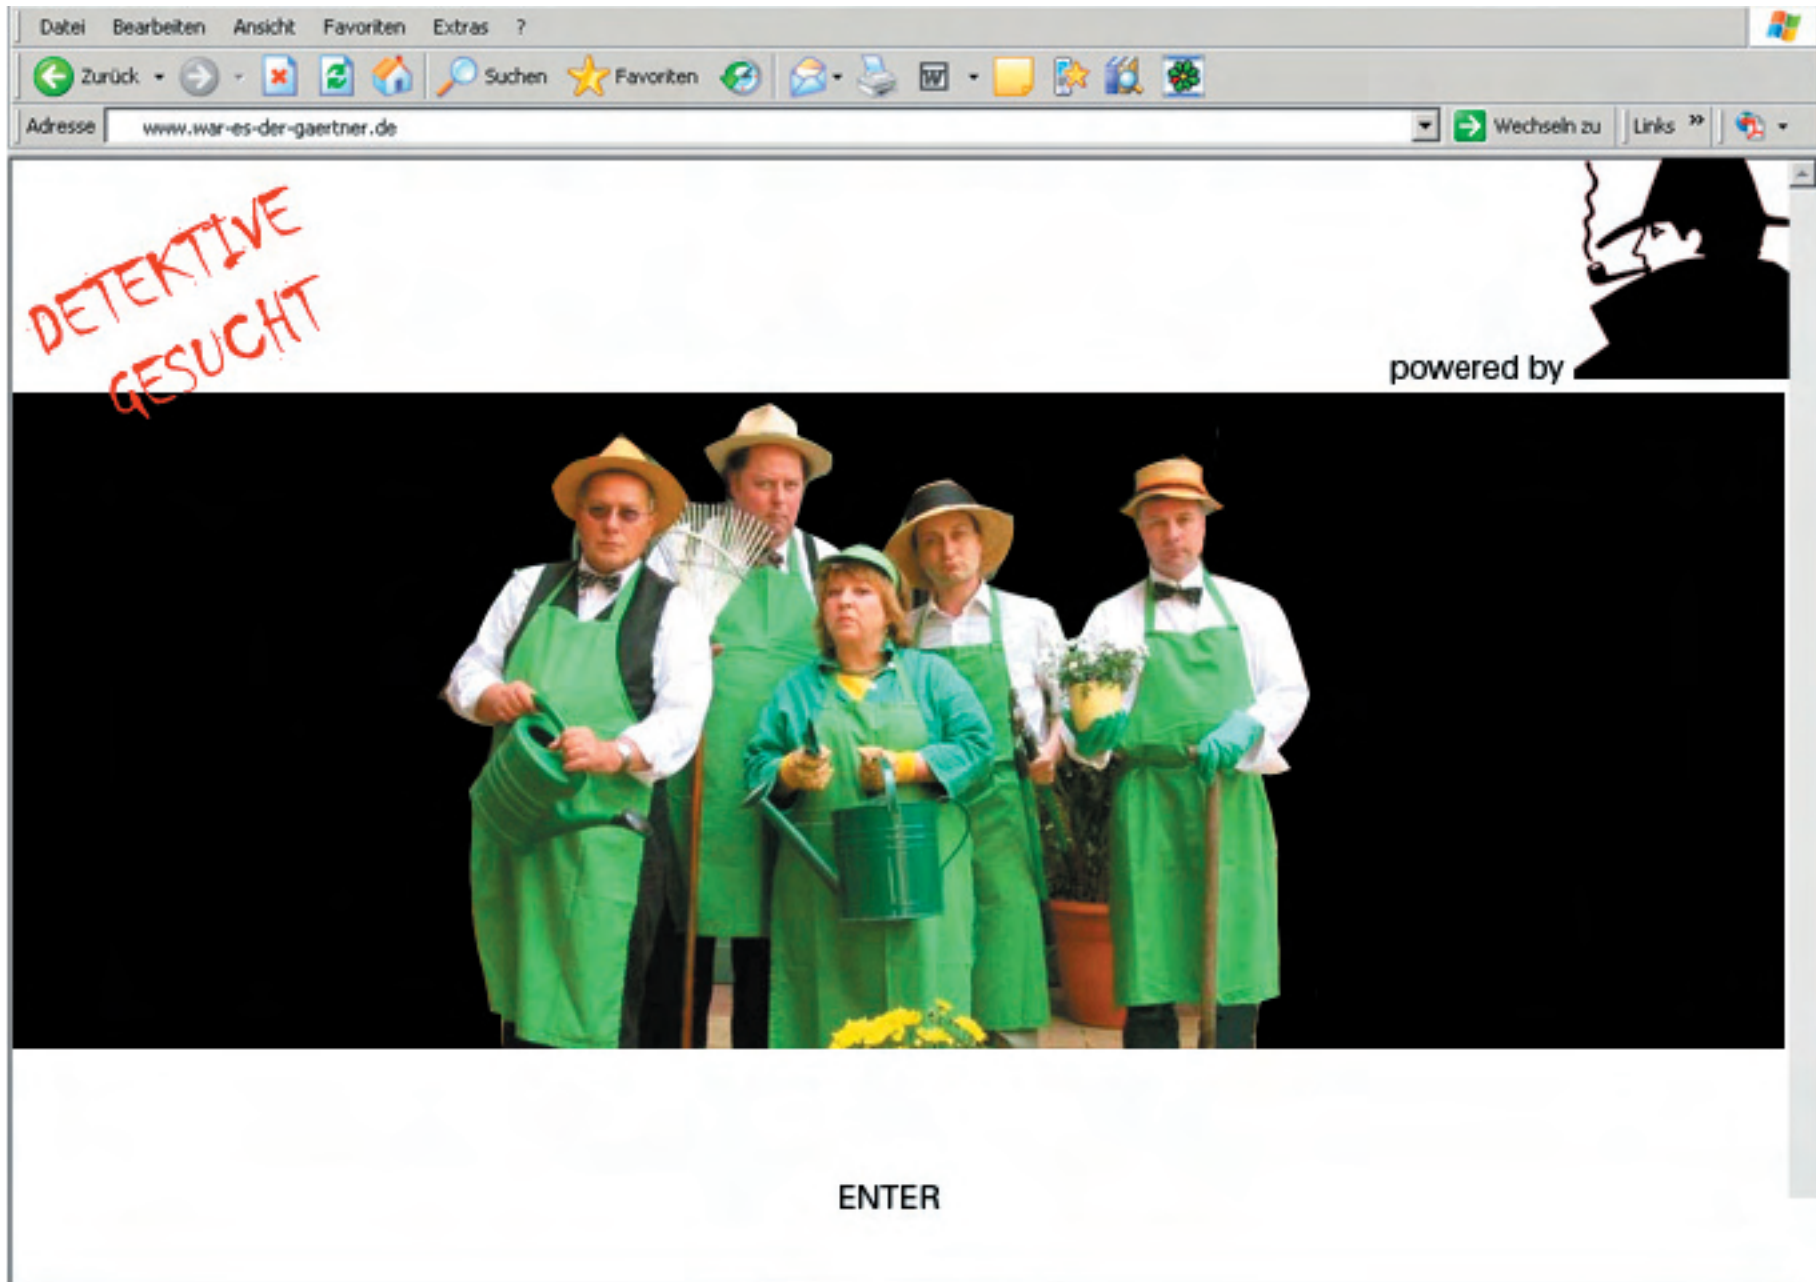 Datei Bearbeiten Ansicht Favoriten Extras ?
Zurück Suchen Favoriten W
Adresse www.war-es-der-gaertner.de Wechseln zu Links »
DETEKTIVE
GESUCHT
powered by
ENTER